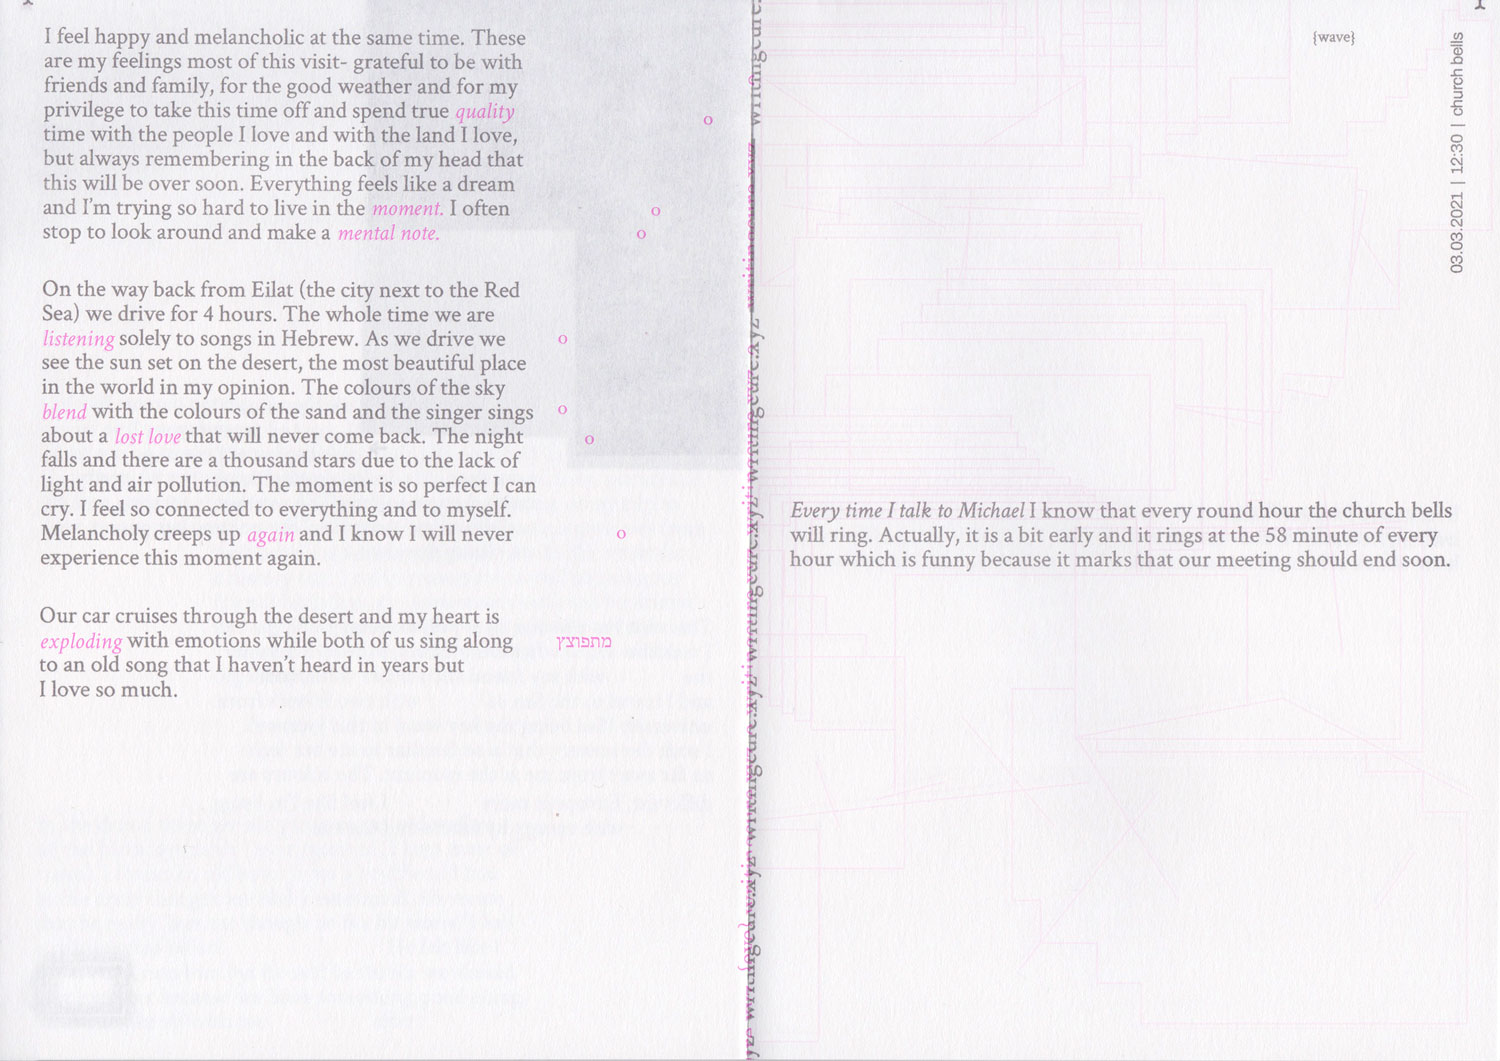 I feel happy and melancholic at the same time. These
are my feelings most of this visit- grateful to be with
friends and family, for the good weather and for my
privilege to take this time off and spend true quality
o
time with the people I love and with the land I love,
but always remembering in the back of my head that
this will be over soon. Everything feels like a dream
and I'm trying so hard to live in the moment. I often
o
stop to look around and make a mental note.
o
On the way back from Eilat (the city next to the Red
Sea) we drive for 4 hours. The whole time we are
listening solely to songs in Hebrew. As we drive we
o
see the sun set on the desert, the most beautiful place
in the world in my opinion. The colours of the sky
blend with the colours of the sand and the singer sings
o
about a lost love that will never come back. The night
o
falls and there are a thousand stars due to the lack of
light and air pollution. The moment is so perfect I can
cry. I feel so connected to everything and to myself.
Melancholy creeps up again and I know I will never
o
experience this moment again.
Our car cruises through the desert and my heart is
exploding with emotions while both of us sing along
מתפוצץ
to an old song that I haven't heard in years but
I love so much.
writingcure.xyz
{wave}
03.03.2021 | 12:30 | church bells
Every time I talk to Michael I know that every round hour the church bells
will ring. Actually, it is a bit early and it rings at the 58 minute of every
hour which is funny because it marks that our meeting should end soon.